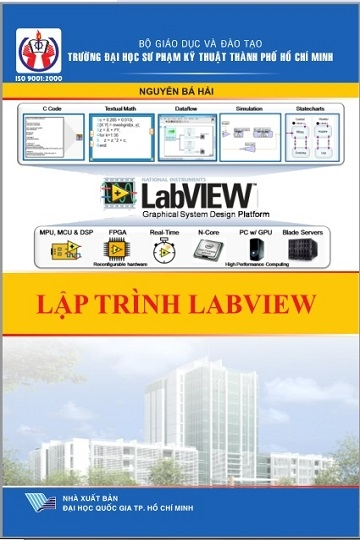 BỘ GIÁO DỤC VÀ ĐÀO TẠO
TRƯỜNG ĐẠI HỌC SƯ PHẠM KỸ THUẬT THÀNH PHỐ HỒ CHÍ MINH
ISO 9001:2000
NGUYỄN BÁ HẢI
C Code Textual Math Dataflow Simulation Statecharts
NATIONAL INSTRUMENTS
LabVIEW™
Graphical System Design Platform
MPU, MCU & DSP FPGA Real-Time N-Core PC w/ GPU Blade Servers
Reconfigurable hardware High Performance Computing
LẬP TRÌNH LABVIEW
NHÀ XUẤT BẢN
ĐẠI HỌC QUỐC GIA TP. HỒ CHÍ MINH